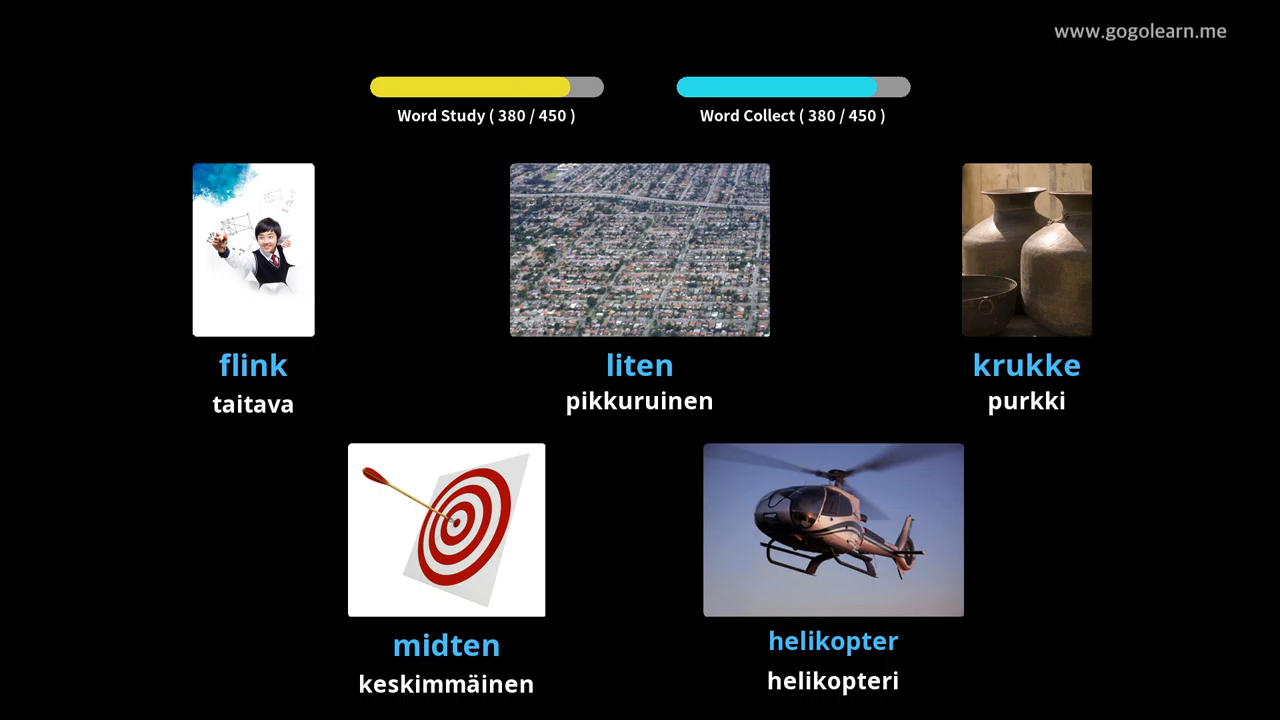 www.gogolearn.me
Word Study ( 380 / 450 )
Word Collect ( 380 / 450 )
flink
liten
krukke
taitava
pikkuruinen
purkki
midten
helikopter
keskimmäinen
helikopteri